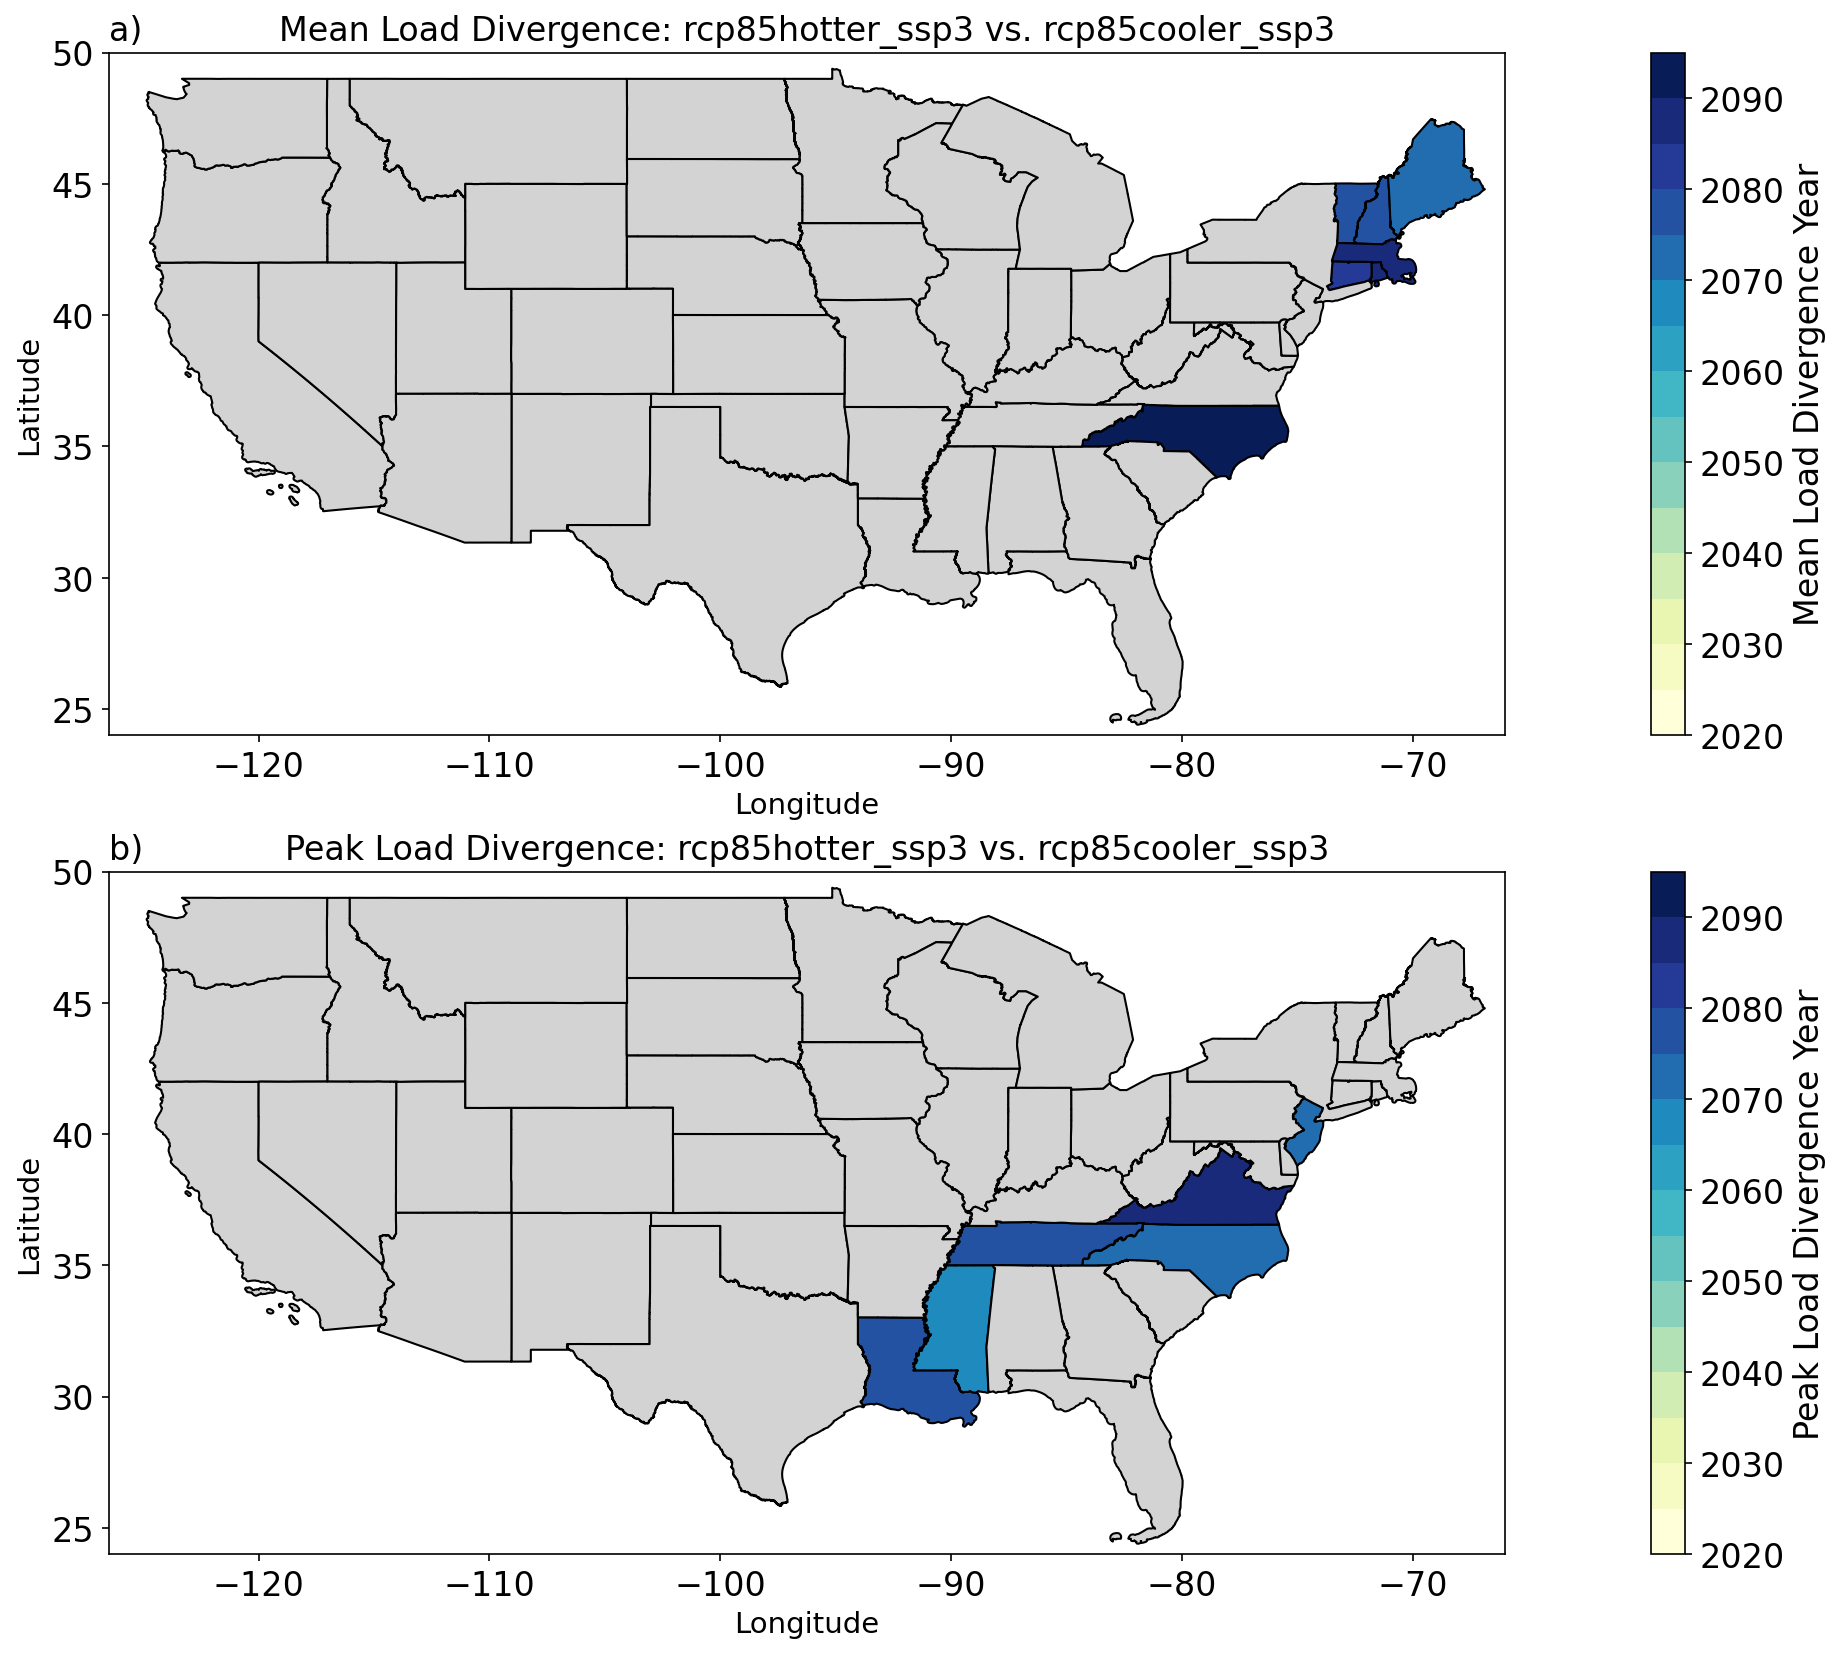 a) Mean Load Divergence: rcp85hotter_ssp3 vs. rcp85cooler_ssp3
50
45
40
35
30
25
Latitude
−120 −110 −100 −90 −80 −70
Longitude
2090
2080
2070
2060
2050
2040
2030
2020
Mean Load Divergence Year
b) Peak Load Divergence: rcp85hotter_ssp3 vs. rcp85cooler_ssp3
50
45
40
35
30
25
Latitude
−120 −110 −100 −90 −80 −70
Longitude
2090
2080
2070
2060
2050
2040
2030
2020
Peak Load Divergence Year